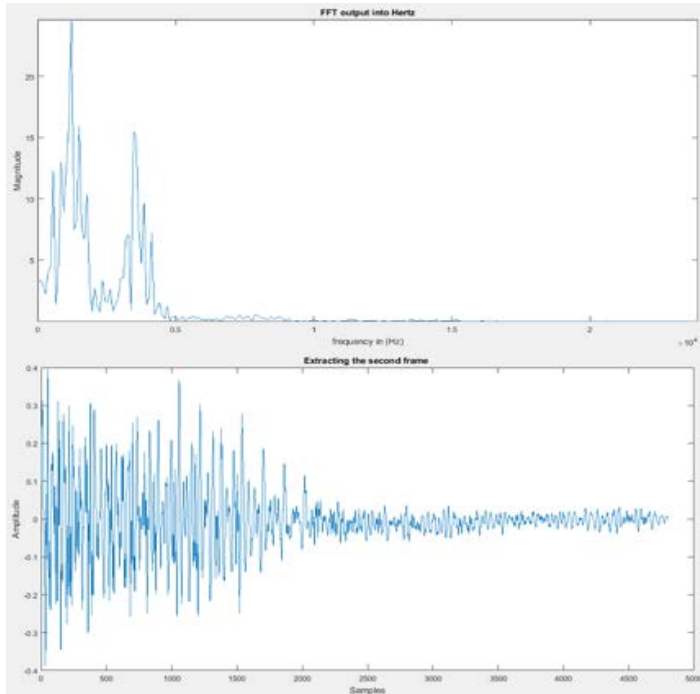 FFT output into Hertz
20
15
10
5
Magnitude
0 0.5 1 1.5 2
frequency in (Hz)
×10⁴
Extracting the second frame
0.4
0.3
0.2
0.1
0
-0.1
-0.2
-0.3
-0.4
Amplitude
0 500 1000 1500 2000 2500 3000 3500 4000 4500 5000
Samples